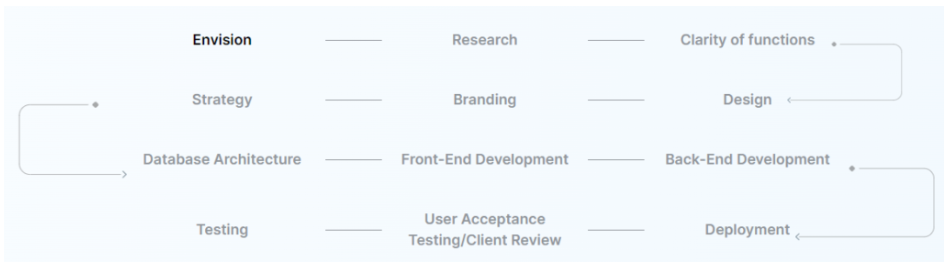 Envision
Research
Clarity of functions
Strategy
Branding
Design
Database Architecture
Front-End Development
Back-End Development
Testing
User Acceptance
Testing/Client Review
Deployment